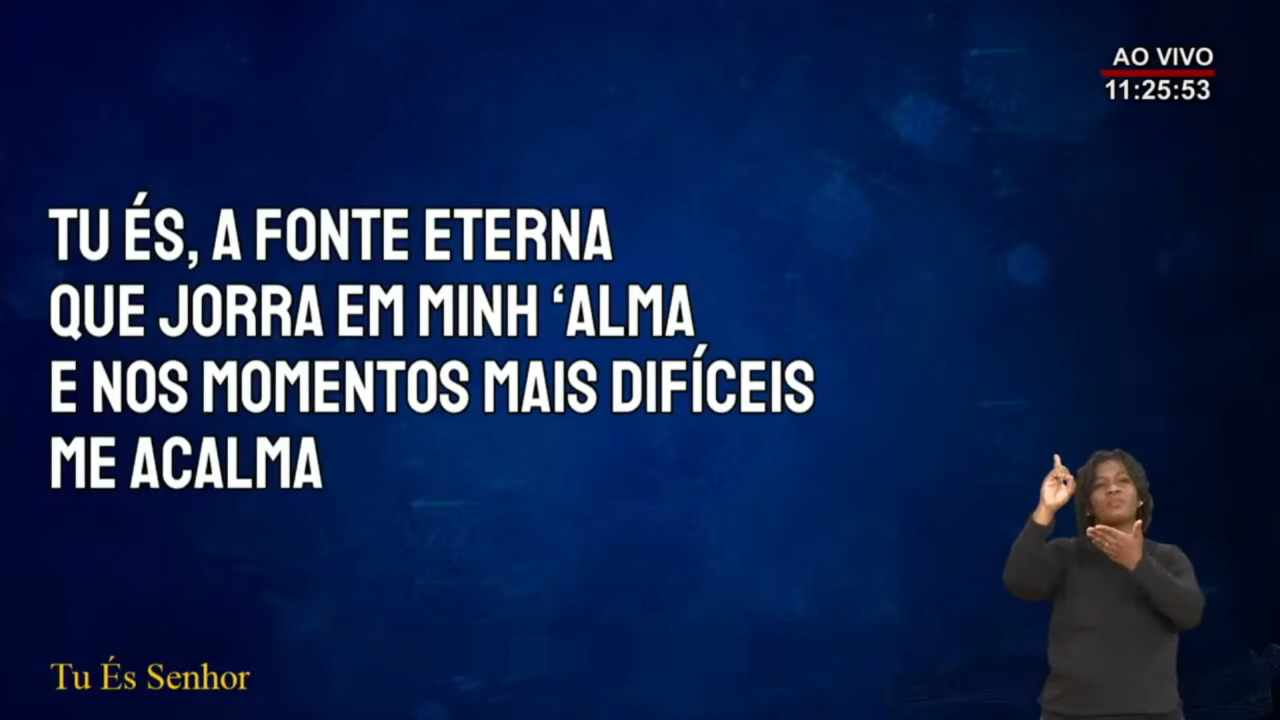 AO VIVO
11:25:53
TU ÉS, A FONTE ETERNA
QUE JORRA EM MINH ‘ALMA
E NOS MOMENTOS MAIS DIFÍCEIS
ME ACALMA
Tu És Senhor